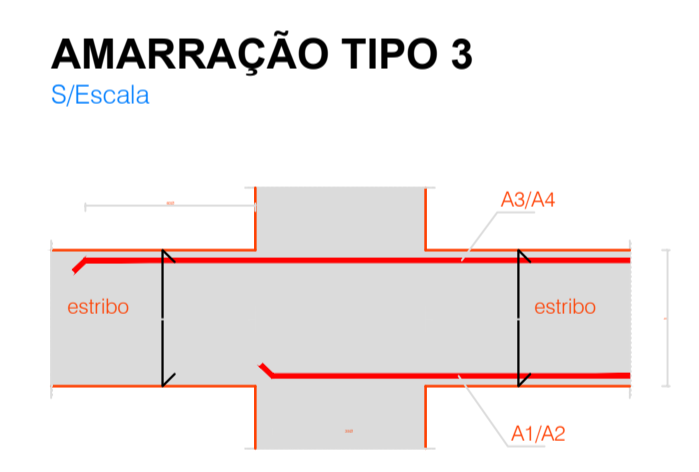 AMARRAÇÃO TIPO 3
S/Escala
A3/A4
estribo
estribo
A1/A2